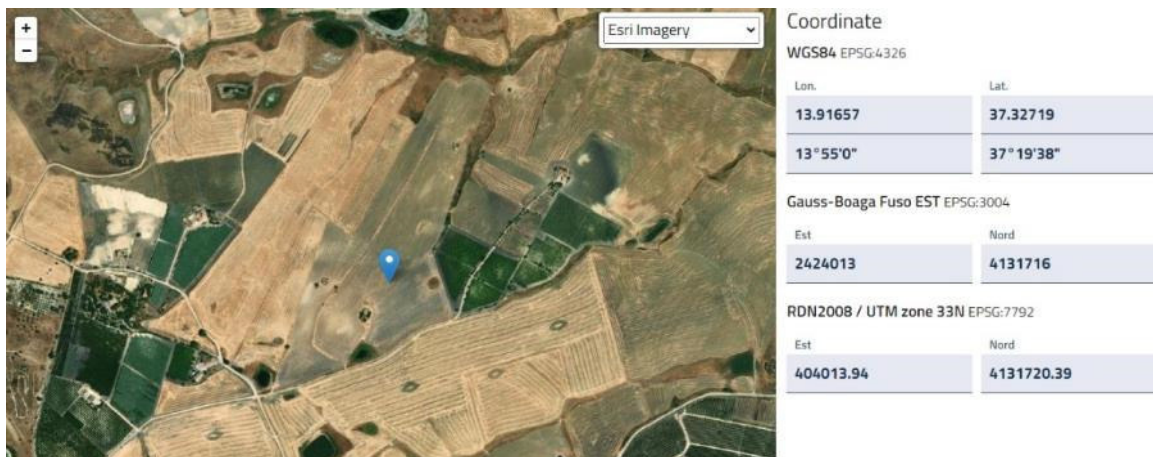 +
−
Esri Imagery
Coordinate
WGS84 EPSG:4326
Lon. Lat.
13.91657 37.32719
13°55'0" 37°19'38"
Gauss-Boaga Fuso EST EPSG:3004
Est Nord
2424013 4131716
RDN2008 / UTM zone 33N EPSG:7792
Est Nord
404013.94 4131720.39